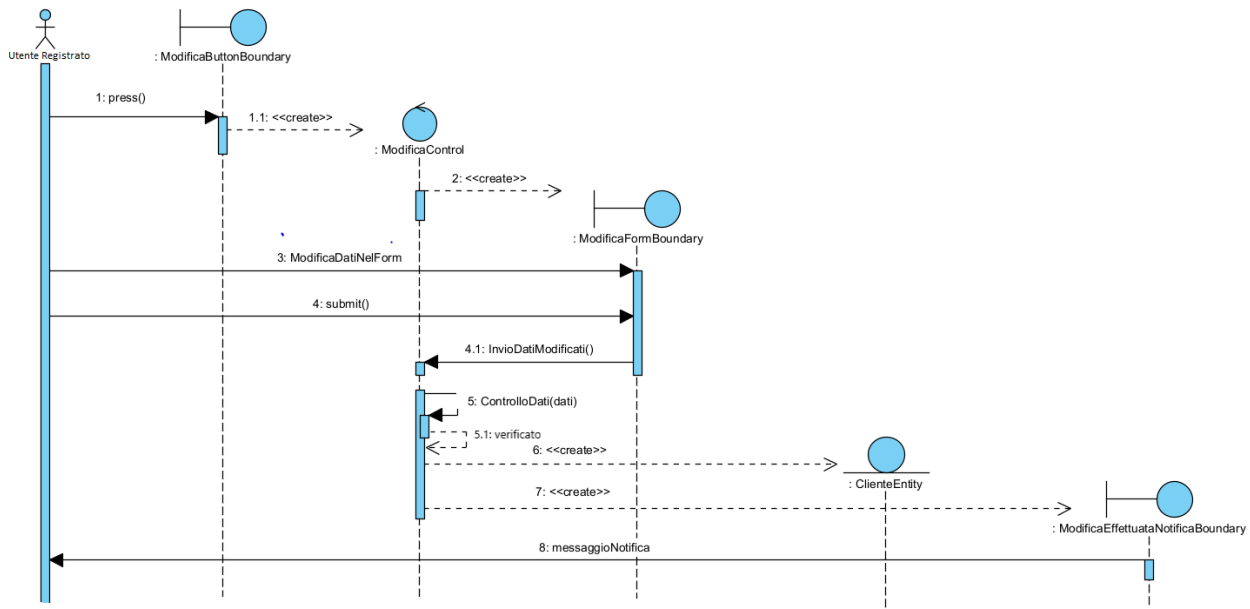 Utente Registrato
: ModificaButtonBoundary
1: press()
1.1: <<create>>
: ModificaControl
2: <<create>>
: ModificaFormBoundary
3: ModificaDatiNelForm
4: submit()
4.1: InvioDatiModificati()
5: ControlloDati(dati)
5.1: verificato
6: <<create>>
: ClienteEntity
7: <<create>>
: ModificaEffettuataNotificaBoundary
8: messaggioNotifica